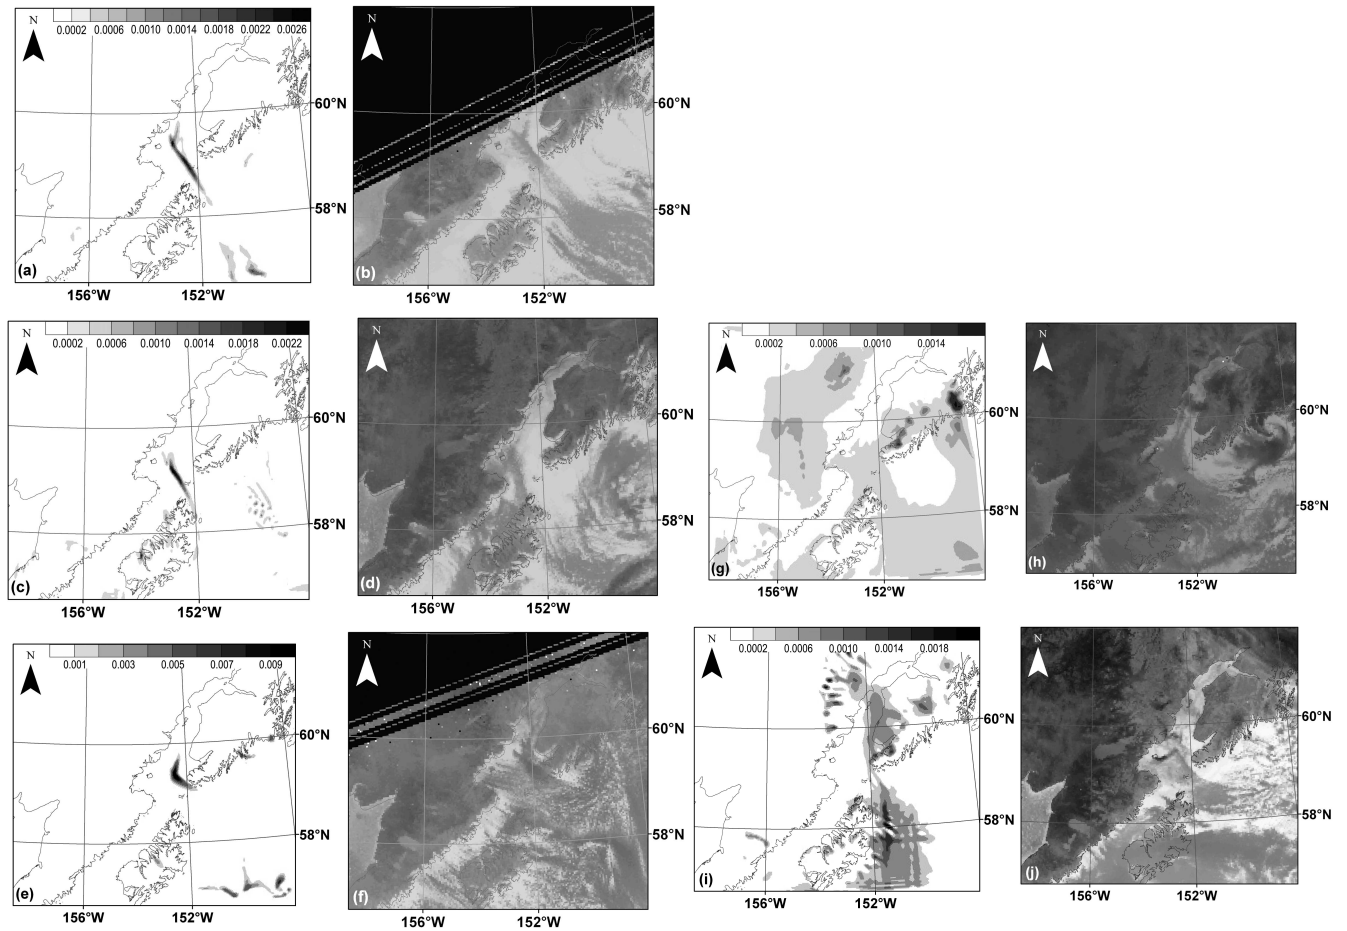 N
0.0002 0.0006 0.0010 0.0014 0.0018 0.0022 0.0026
60°N
58°N
(a)
156°W 152°W
N
60°N
58°N
(b)
156°W 152°W
N
0.0002 0.0006 0.0010 0.0014 0.0018 0.0022
60°N
58°N
(c)
156°W 152°W
N
60°N
58°N
(d)
156°W 152°W
N
0.0002 0.0006 0.0010 0.0014
60°N
58°N
(g)
156°W 152°W
N
60°N
58°N
(h)
156°W 152°W
N
0.001 0.003 0.005 0.007 0.009
60°N
58°N
(e)
156°W 152°W
N
60°N
58°N
(f)
156°W 152°W
N
0.0002 0.0006 0.0010 0.0014 0.0018
60°N
58°N
(i)
156°W 152°W
N
60°N
58°N
(j)
156°W 152°W